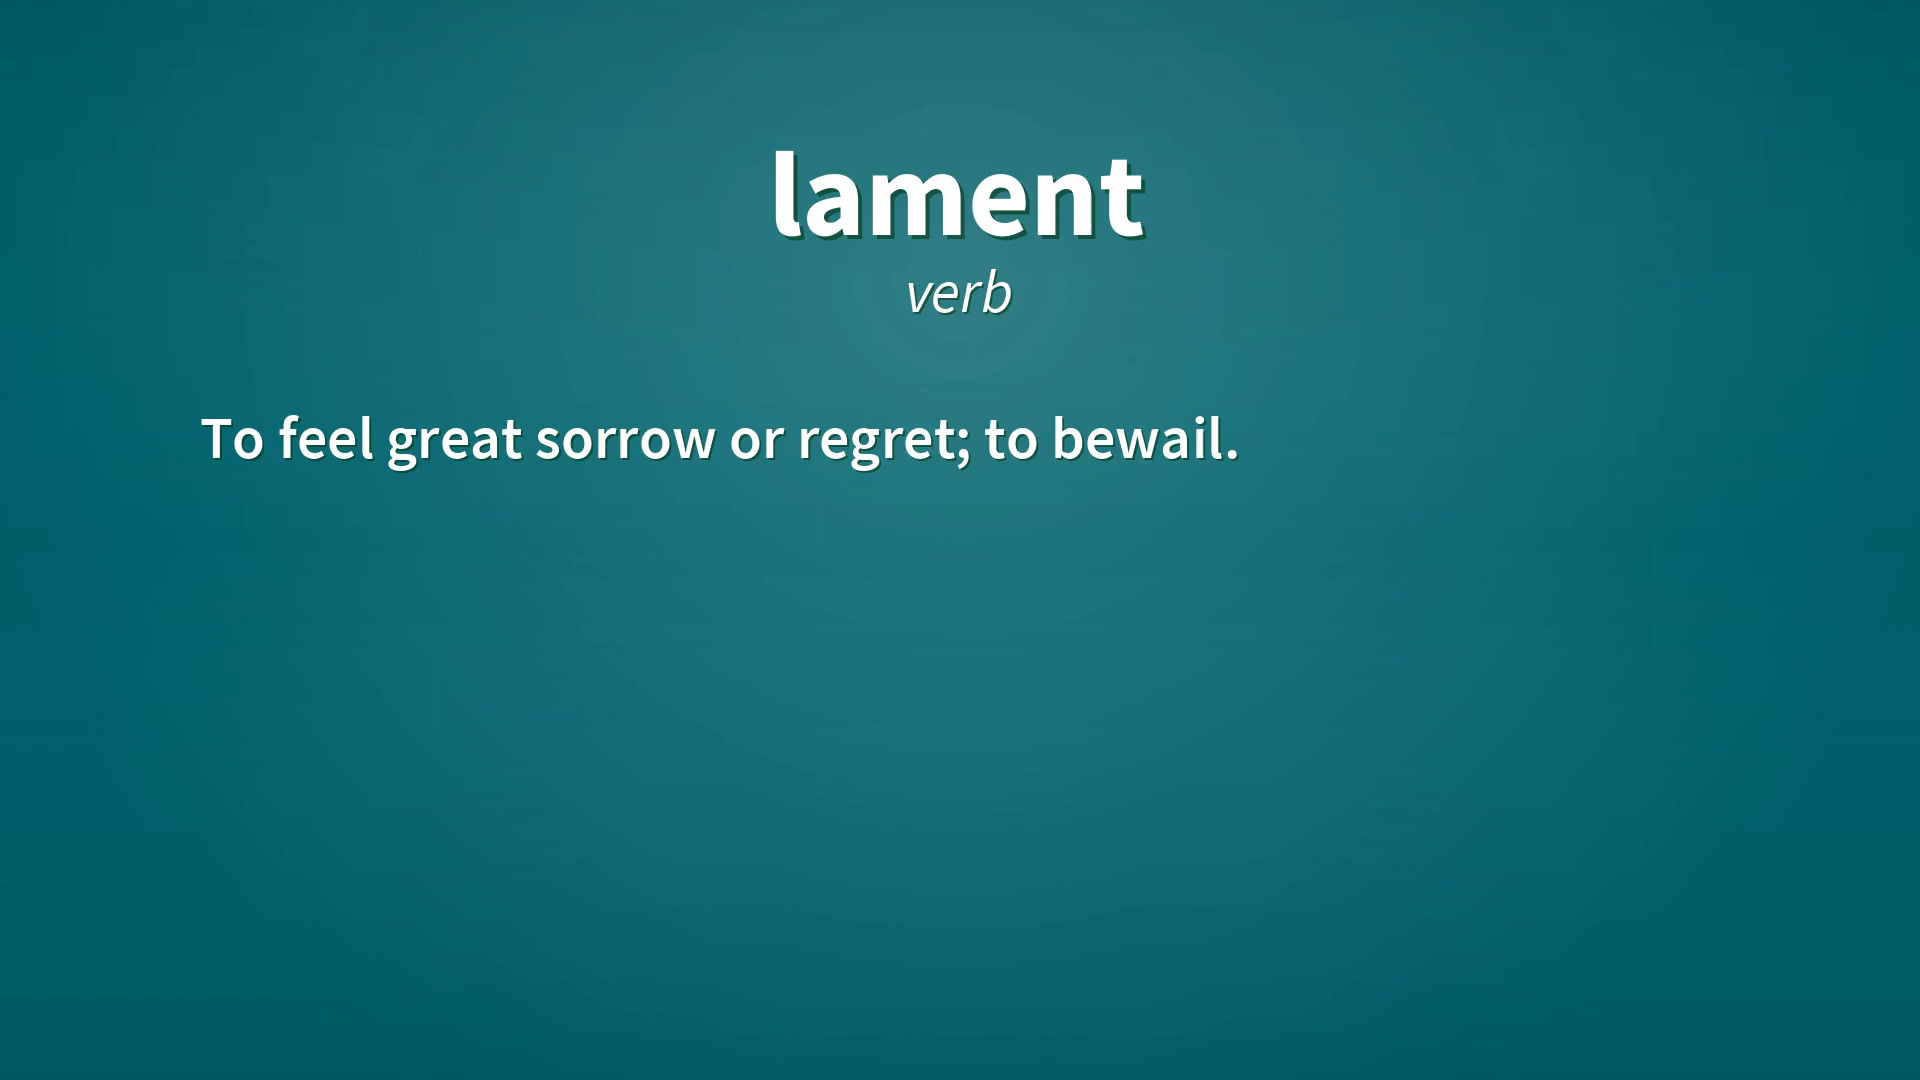 lament
verb
To feel great sorrow or regret; to bewail.